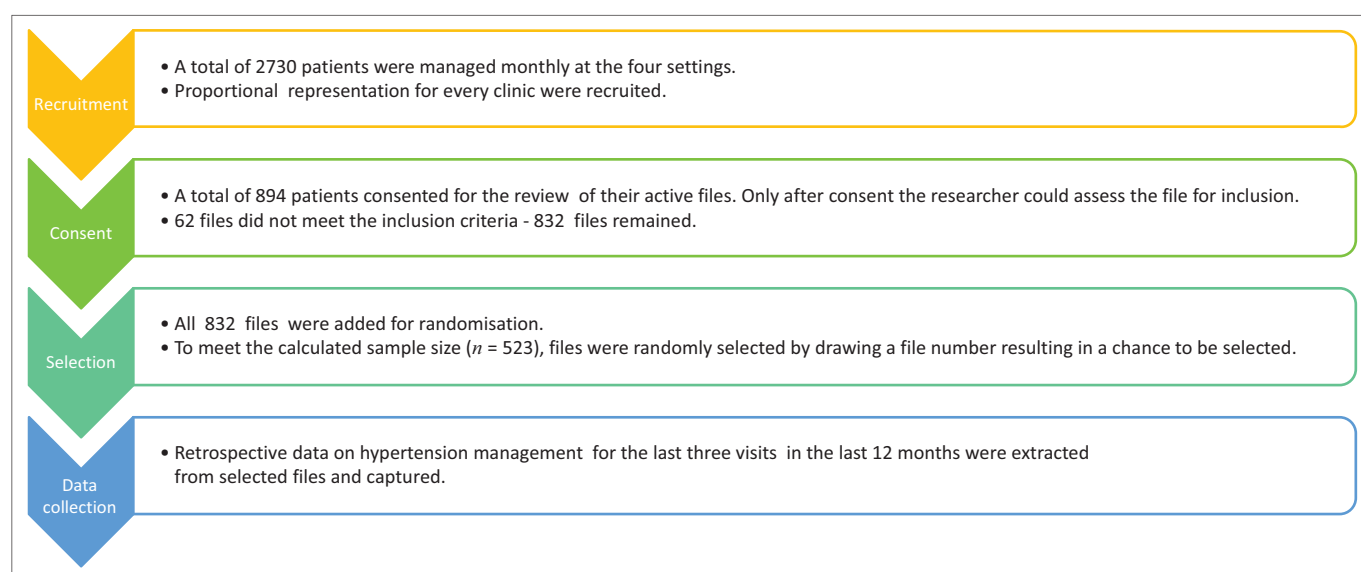 Recruitment
• A total of 2730 patients were managed monthly at the four settings.
• Proportional representation for every clinic were recruited.
Consent
• A total of 894 patients consented for the review of their active files. Only after consent the researcher could assess the file for inclusion.
• 62 files did not meet the inclusion criteria - 832 files remained.
Selection
• All 832 files were added for randomisation.
• To meet the calculated sample size (n = 523), files were randomly selected by drawing a file number resulting in a chance to be selected.
Data
collection
• Retrospective data on hypertension management for the last three visits in the last 12 months were extracted
from selected files and captured.